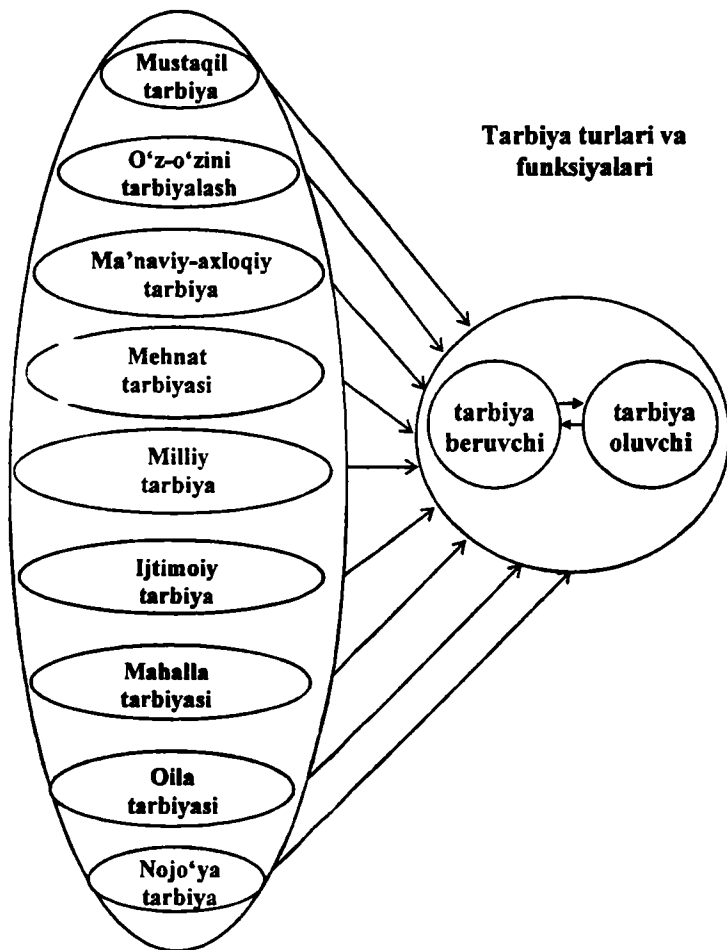 Mustaqil
tarbiya
O‘z-o‘zini
tarbiyalash
Ma’naviy-axloqiy
tarbiya
Mehnat
tarbiyasi
Milliy
tarbiya
Ijtimoiy
tarbiya
Mahalla
tarbiyasi
Oila
tarbiyasi
Nojo‘ya
tarbiya
Tarbiya turlari va
funksiyalari
tarbiya
beruvchi
tarbiya
oluvchi